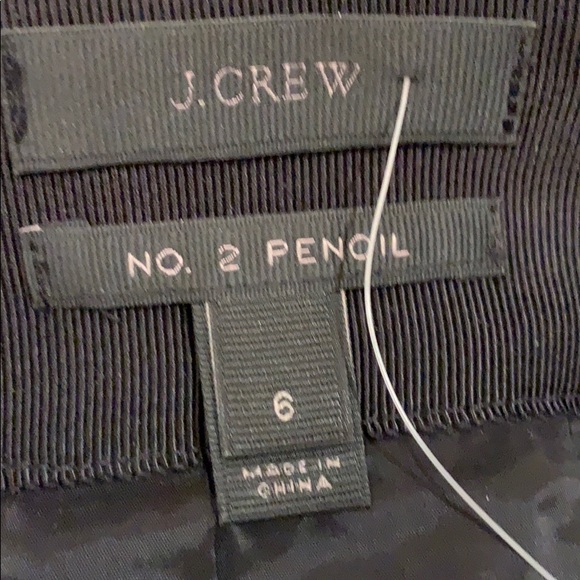 J.CREW
NO. 2 PENCIL
6
MADE IN
CHINA